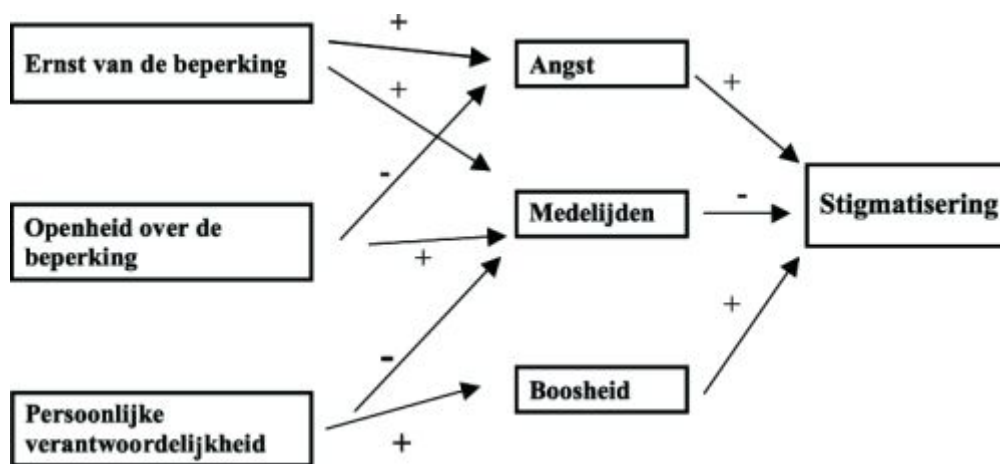 +
Ernst van de beperking
Angst
+
+
-
Openheid over de
beperking
Medelijden
-
Stigmatisering
+
+
-
Persoonlijke
verantwoordelijkheid
Boosheid
+